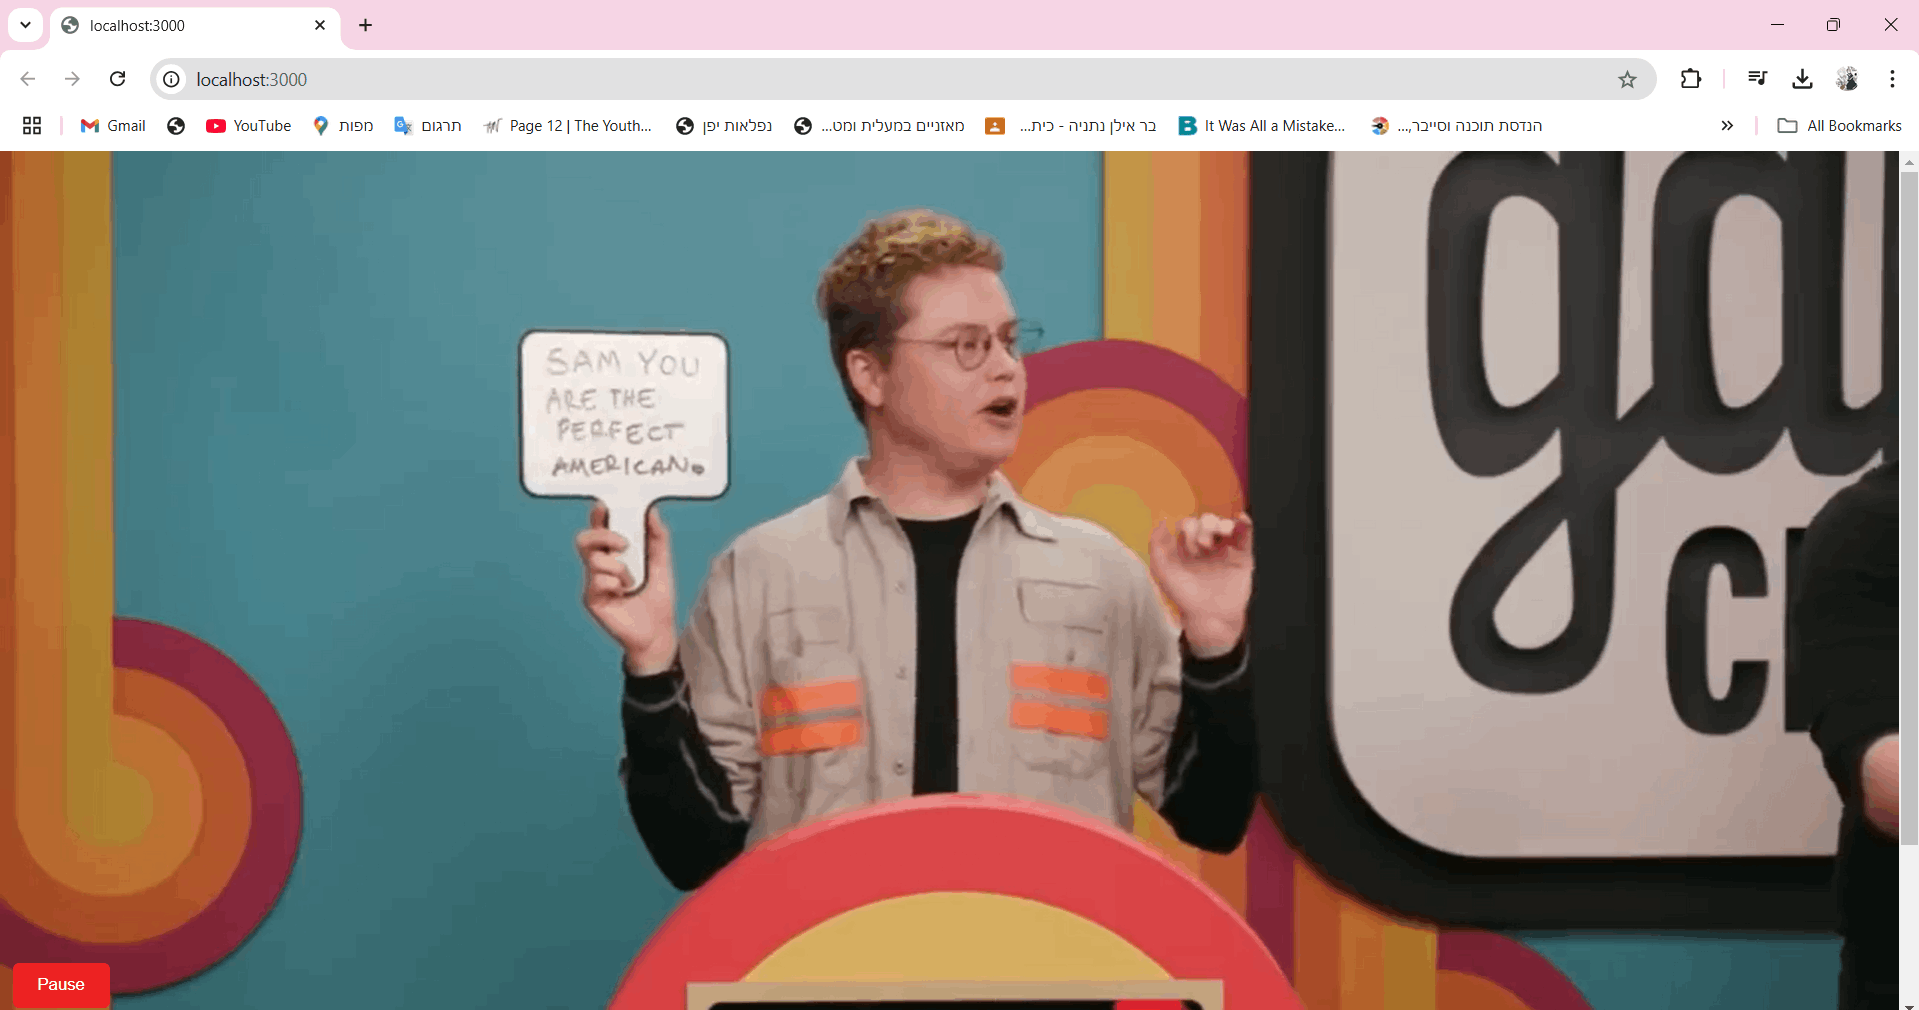 localhost:3000
localhost:3000
Gmail
YouTube
מפות
תרגום
Page 12 | The Youth...
נפלאות יפן
מאזניים במעלית ומט...
בר אילן נתניה - כית...
It Was All a Mistake...
הנדסת תוכנה וסייבר,...
All Bookmarks
SAM YOU
ARE THE
PERFECT
AMERICAN.
Pause